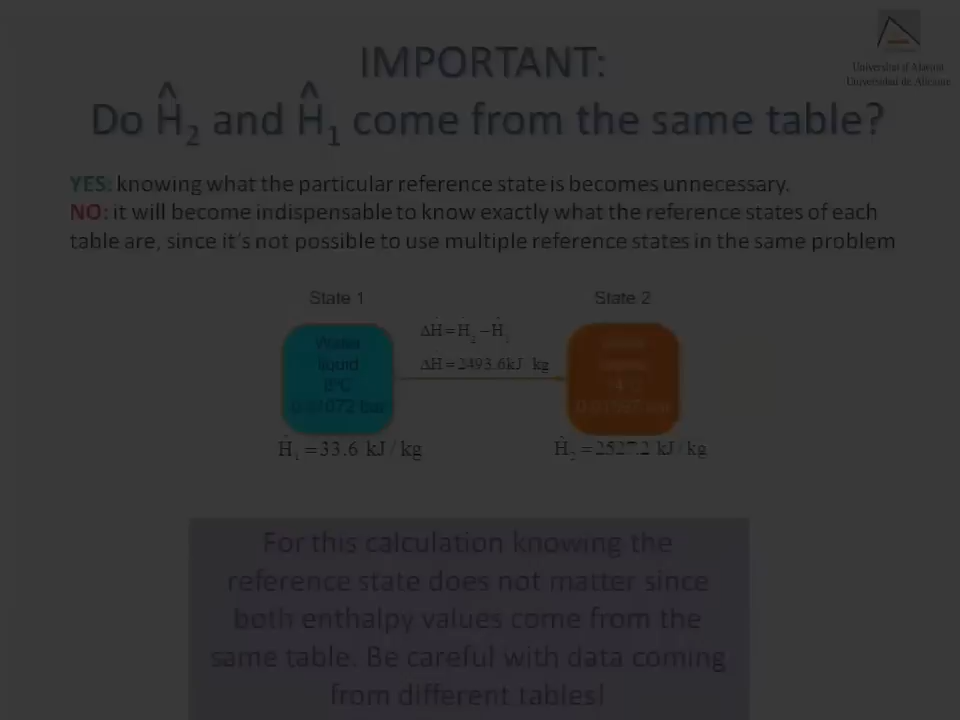 Universitat d'Alacant
Universidad de Alicante
IMPORTANT:
Do Ĥ₂ and Ĥ₁ come from the same table?
YES: knowing what the particular reference state is becomes unnecessary.
NO: it will become indispensable to know exactly what the reference states of each
table are, since it's not possible to use multiple reference states in the same problem
State 1
State 2
Water
liquid
8ºC
ΔĤ = Ĥ₂ − Ĥ₁
ΔĤ = 2493.6 kJ kg
Ĥ₁ = 33.6 kJ / kg
= 2527.2 kJ / kg
For this calculation knowing the
reference state does not matter since
both enthalpy values come from the
same table. Be careful with data coming
from different tables!